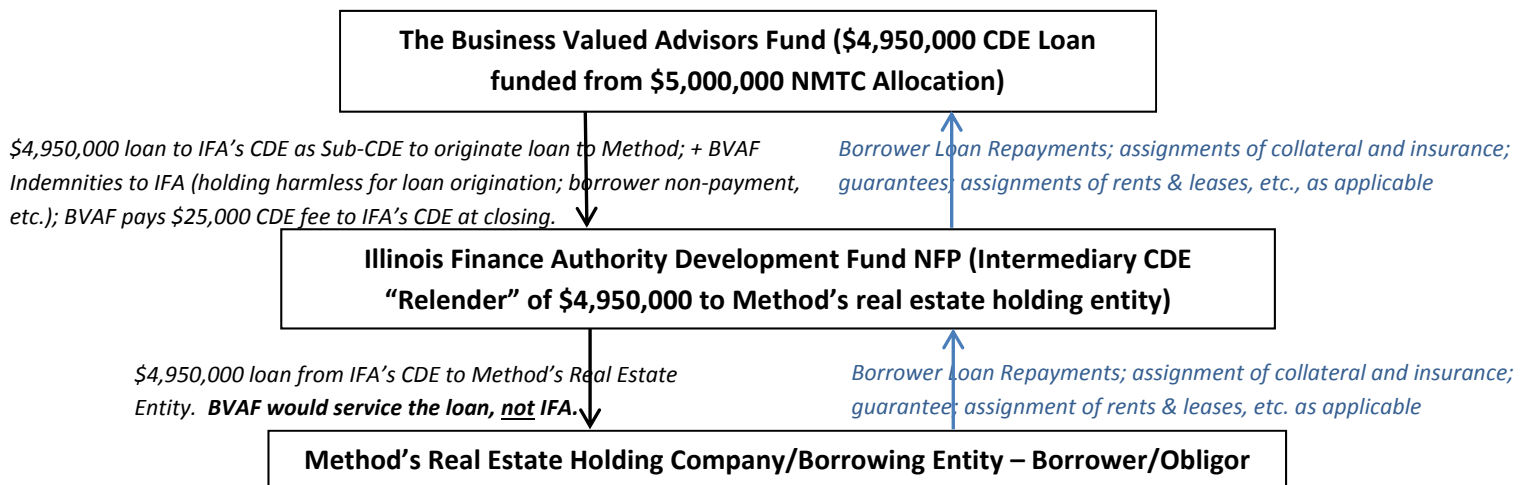 The Business Valued Advisors Fund ($4,950,000 CDE Loan
funded from $5,000,000 NMTC Allocation)
$4,950,000 loan to IFA’s CDE as Sub-CDE to originate loan to Method; + BVAF
Indemnities to IFA (holding harmless for loan origination; borrower non-payment,
etc.); BVAF pays $25,000 CDE fee to IFA’s CDE at closing.
Borrower Loan Repayments; assignments of collateral and insurance;
guarantees; assignments of rents & leases, etc., as applicable
Illinois Finance Authority Development Fund NFP (Intermediary CDE
“Relender” of $4,950,000 to Method’s real estate holding entity)
$4,950,000 loan from IFA’s CDE to Method’s Real Estate
Entity. BVAF would service the loan, not IFA.
Borrower Loan Repayments; assignment of collateral and insurance;
guarantee; assignment of rents & leases, etc. as applicable
Method’s Real Estate Holding Company/Borrowing Entity – Borrower/Obligor